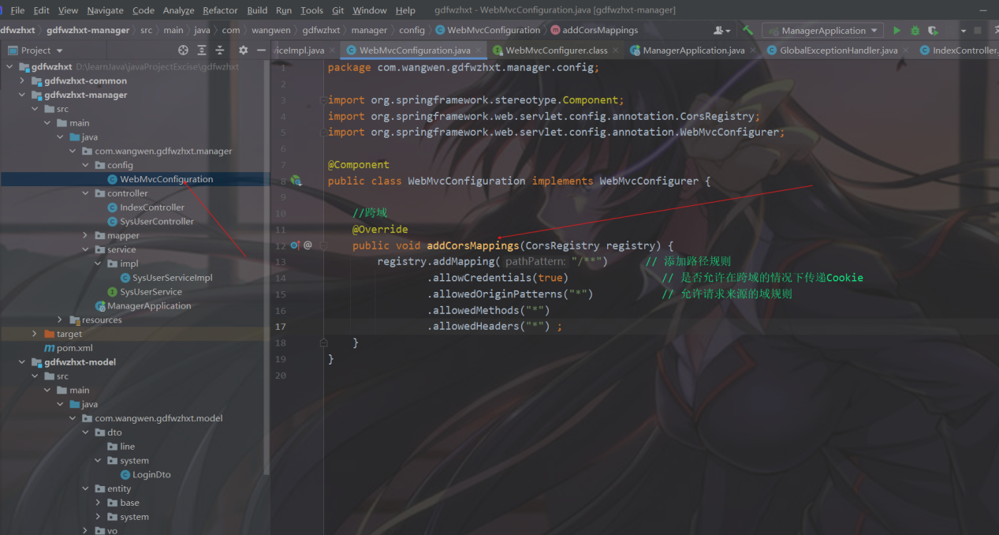 File Edit View Navigate Code Analyze Refactor Build Run Tools Git Window Help gdfwzhxt - WebMvcConfiguration.java [gdfwzhxt-manager]
dfwzhxt gdfwzhxt-manager src main java com wangwen gdfwzhxt manager config WebMvcConfiguration addCorsMappings ManagerApplication
Project viceImpl.java WebMvcConfiguration.java WebMvcConfigurer.class ManagerApplication.java GlobalExceptionHandler.java IndexController.
gdfwzhxt D:\learnJava\javaProjectExcise\gdfwzhxt
gdfwzhxt-common
gdfwzhxt-manager
src
main
java
com.wangwen.gdfwzhxt.manager
config
WebMvcConfiguration
controller
IndexController
SysUserController
mapper
service
impl
SysUserServiceImpl
SysUserService
ManagerApplication
resources
target
pom.xml
gdfwzhxt-model
src
main
java
com.wangwen.gdfwzhxt.model
dto
line
system
LoginDto
entity
base
system
vo
1 package com.wangwen.gdfwzhxt.manager.config;
2
3 import org.springframework.stereotype.Component;
4 import org.springframework.web.servlet.config.annotation.CorsRegistry;
5 import org.springframework.web.servlet.config.annotation.WebMvcConfigurer;
6
7 @Component
8 public class WebMvcConfiguration implements WebMvcConfigurer {
9
10 //跨域
11 @Override
12 public void addCorsMappings(CorsRegistry registry) {
13 registry.addMapping( pathPattern: "/**") // 添加路径规则
14 .allowCredentials(true) // 是否允许在跨域的情况下传递Cookie
15 .allowedOriginPatterns("*") // 允许请求来源的域规则
16 .allowedMethods("*")
17 .allowedHeaders("*") ;
18 }
19 }
20